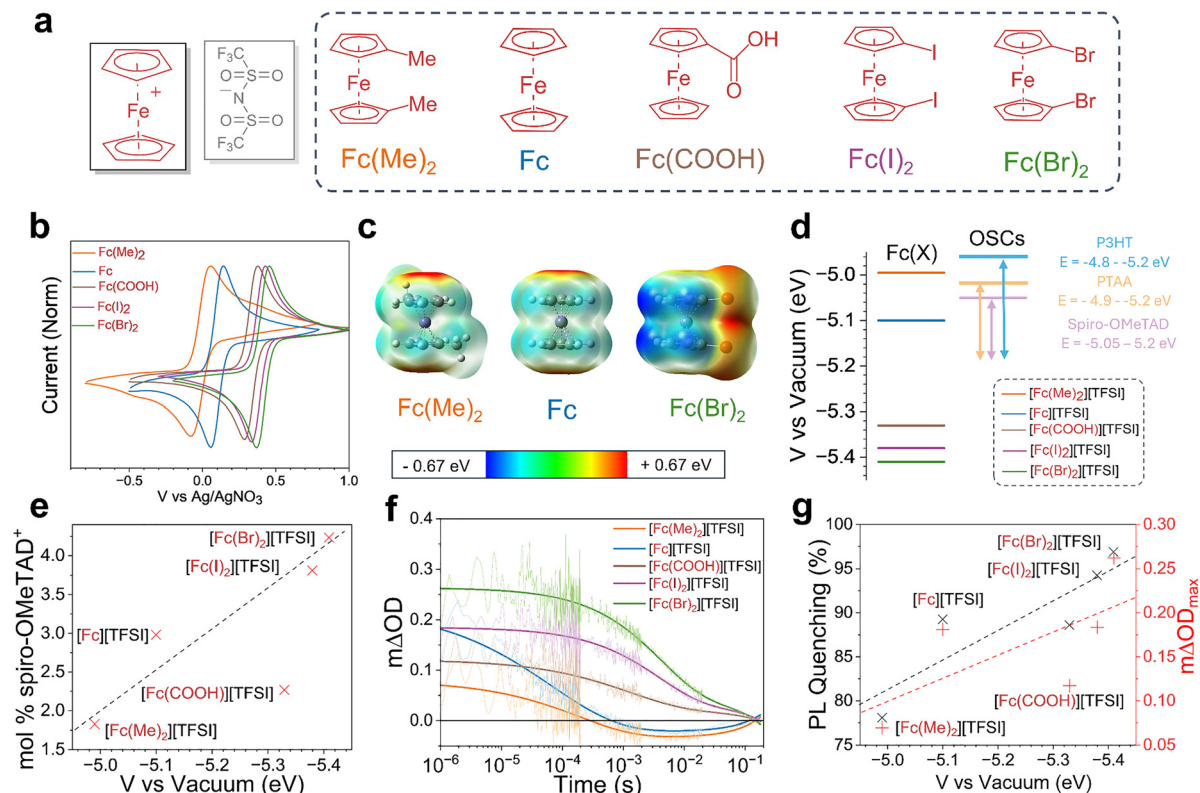 a
Fe
+
F₃C
O
S
O
−
N
O
S
O
F₃C
Me
Fe
Me
Fc(Me)₂
Fe
Fc
OH
O
Fe
Fc(COOH)
I
Fe
I
Fc(I)₂
Br
Fe
Br
Fc(Br)₂
b
Current (Norm)
Fc(Me)₂
Fc
Fc(COOH)
Fc(I)₂
Fc(Br)₂
−0.5
0.0
0.5
1.0
V vs Ag/AgNO₃
c
Fc(Me)₂
Fc
Fc(Br)₂
- 0.67 eV
+ 0.67 eV
d
V vs Vacuum (eV)
−5.0
−5.1
−5.2
−5.3
−5.4
Fc(X)
OSCs
P3HT
E = -4.8 - -5.2 eV
PTAA
E = - 4.9 - -5.2 eV
Spiro-OMeTAD
E = -5.05 – 5.2 eV
[Fc(Me)₂][TFSI]
[Fc][TFSI]
[Fc(COOH)][TFSI]
[Fc(I)₂][TFSI]
[Fc(Br)₂][TFSI]
e
mol % spiro-OMeTAD⁺
4.0
3.5
3.0
2.5
2.0
1.5
[Fc(Br)₂][TFSI]
[Fc(I)₂][TFSI]
[Fc][TFSI]
[Fc(COOH)][TFSI]
[Fc(Me)₂][TFSI]
−5.0
−5.1
−5.2
−5.3
−5.4
V vs Vacuum (eV)
f
mΔOD
0.4
0.3
0.2
0.1
0.0
[Fc(Me)₂][TFSI]
[Fc][TFSI]
[Fc(COOH)][TFSI]
[Fc(I)₂][TFSI]
[Fc(Br)₂][TFSI]
10⁻⁶
10⁻⁵
10⁻⁴
10⁻³
10⁻²
10⁻¹
Time (s)
g
PL Quenching (%)
100
95
90
85
80
75
[Fc(Br)₂][TFSI]
[Fc(I)₂][TFSI]
[Fc][TFSI]
[Fc(COOH)][TFSI]
[Fc(Me)₂][TFSI]
0.30
0.25
0.20
0.15
0.10
0.05
mΔODmax
−5.0
−5.1
−5.2
−5.3
−5.4
V vs Vacuum (eV)